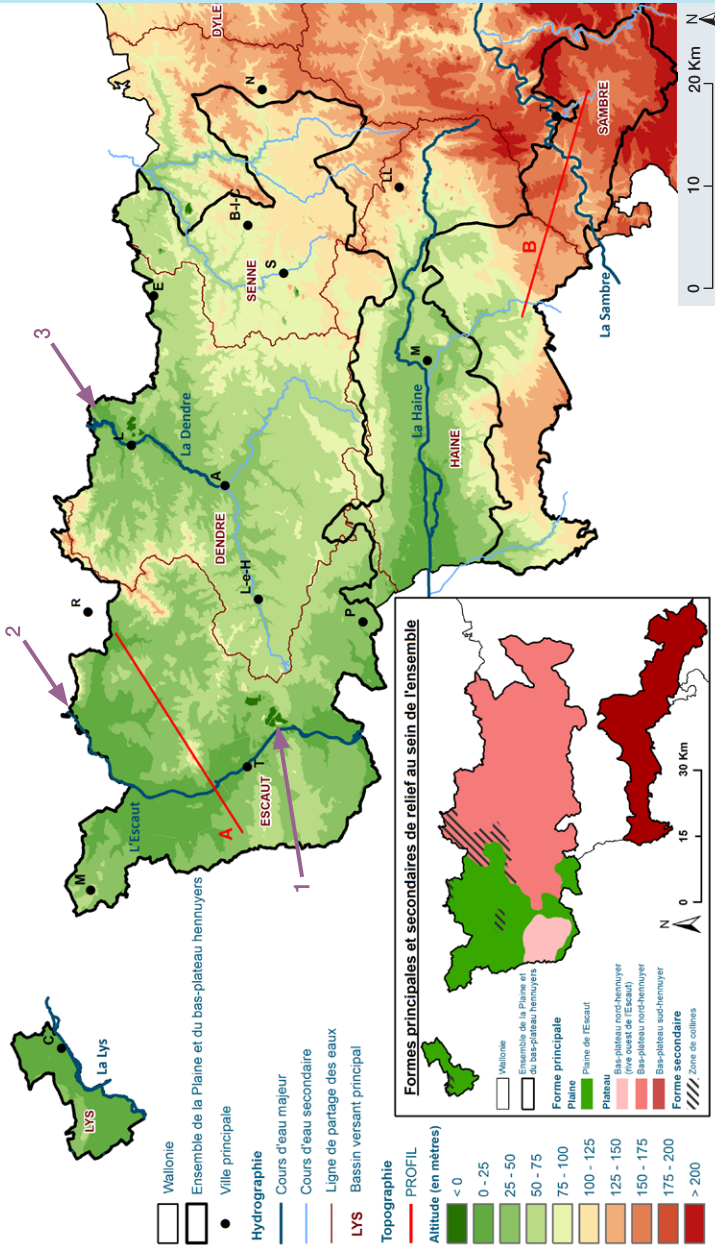 LYS
C
La Lys
M
2
R
3
L'Escaut
A
T
ESCAUT
1
L-e-H
P
DENDRE
A
L
La Dendre
E
SENNE
S
B-I-C
N
DYLE
LL
M
La Haine
HAINE
B
T
SAMBRE
La Sambre
0 10 20 Km
N
Wallonie
Ensemble de la Plaine et du bas-plateau hennuyers
Ville principale
Hydrographie
Cours d'eau majeur
Cours d'eau secondaire
Ligne de partage des eaux
LYS Bassin versant principal
Topographie
PROFIL
Altitude (en mètres)
< 0
0 - 25
25 - 50
50 - 75
75 - 100
100 - 125
125 - 150
150 - 175
175 - 200
> 200
Formes principales et secondaires de relief au sein de l'ensemble
Wallonie
Ensemble de la Plaine et
du bas-plateau hennuyers
Forme principale
Plaine
Plaine de l'Escaut
Plateau
Bas-plateau nord-hennuyer
(rive ouest de l'Escaut)
Bas-plateau nord-hennuyer
Bas-plateau sud-hennuyer
Forme secondaire
Zone de collines
N
0 15 30 Km